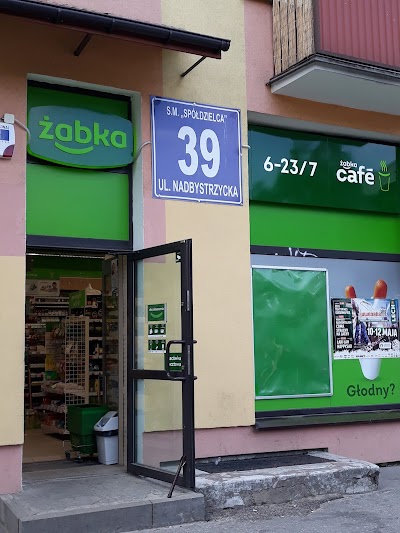 żabka
S.M. „SPÓŁDZIELCA"
39
UL. NADBYSTRZYCKA
6-23/7
żabka
café
10-12 MAJA
Głodny?